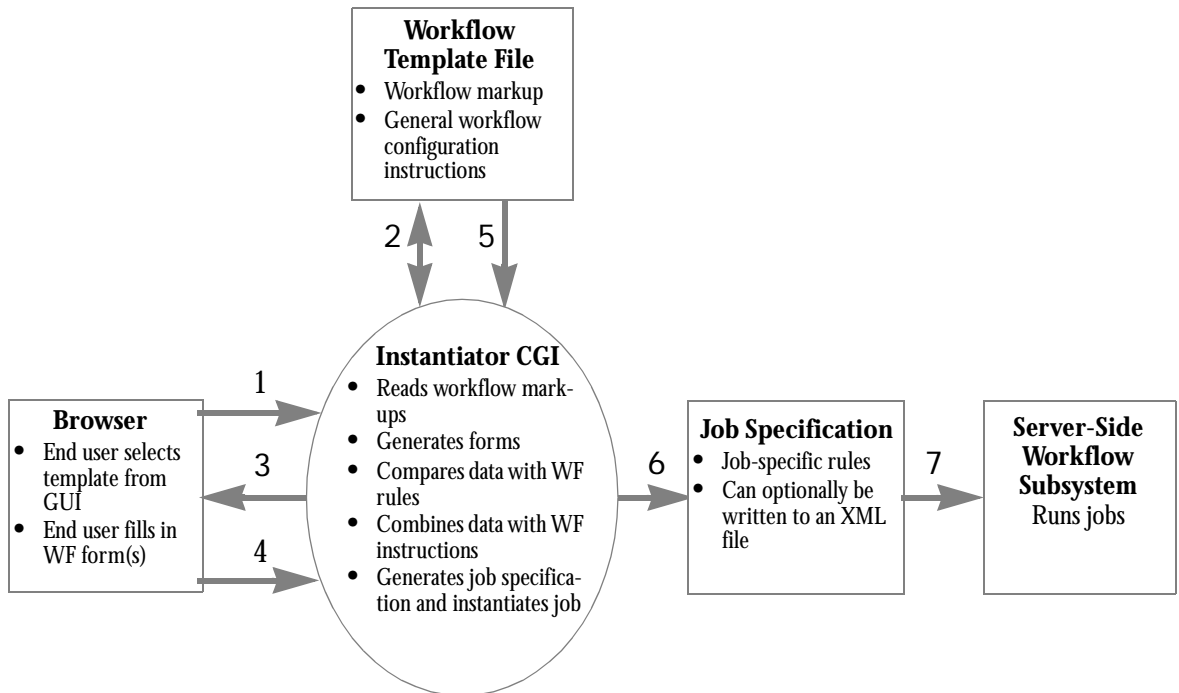 Workflow
Template File
• Workflow markup
• General workflow
configuration
instructions
2
5
1
Browser
• End user selects
template from
GUI
• End user fills in
WF form(s)
3
4
Instantiator CGI
• Reads workflow mark-
ups
• Generates forms
• Compares data with WF
rules
• Combines data with WF
instructions
• Generates job specifica-
tion and instantiates job
6
Job Specification
• Job-specific rules
• Can optionally be
written to an XML
file
7
Server-Side
Workflow
Subsystem
Runs jobs